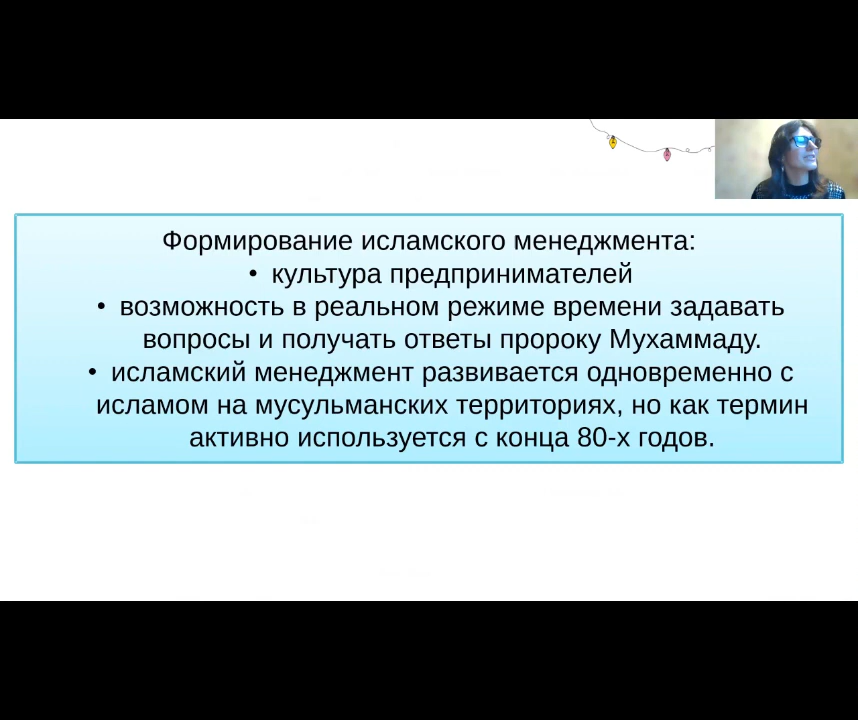 Формирование исламского менеджмента:
• культура предпринимателей
• возможность в реальном режиме времени задавать
вопросы и получать ответы пророку Мухаммаду.
• исламский менеджмент развивается одновременно с
исламом на мусульманских территориях, но как термин
активно используется с конца 80-х годов.